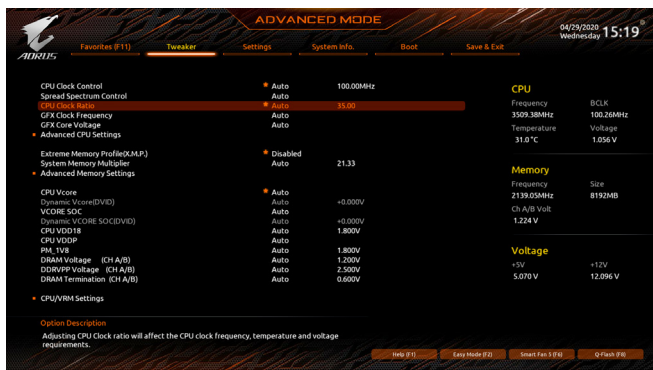 ADVANCED MODE
04/29/2020
Wednesday 15:19
AORUS
Favorites (F11) Tweaker Settings System Info. Boot Save & Exit
CPU Clock Control Auto 100.00MHz
Spread Spectrum Control Auto
CPU Clock Ratio Auto 35.00
GFX Clock Frequency Auto
GFX Core Voltage Auto
Advanced CPU Settings
Extreme Memory Profile(X.M.P.) Disabled
System Memory Multiplier Auto 21.33
Advanced Memory Settings
CPU Vcore Auto
Dynamic Vcore(DVID) Auto +0.000V
VCORE SOC Auto
Dynamic VCORE SOC(DVID) Auto +0.000V
CPU VDD18 Auto 1.800V
CPU VDDP Auto
PM_1V8 Auto 1.800V
DRAM Voltage (CH A/B) Auto 1.200V
DDRVPP Voltage (CH A/B) Auto 2.500V
DRAM Termination (CH A/B) Auto 0.600V
CPU/VRM Settings
Option Description
Adjusting CPU Clock ratio will affect the CPU clock frequency, temperature and voltage
requirements.
CPU
Frequency BCLK
3509.38MHz 100.26MHz
Temperature Voltage
31.0 °C 1.056 V
Memory
Frequency Size
2139.05MHz 8192MB
Ch A/B Volt
1.224 V
Voltage
+5V +12V
5.070 V 12.096 V
Help (F1) Easy Mode (F2) Smart Fan 5 (F6) Q-Flash (F8)